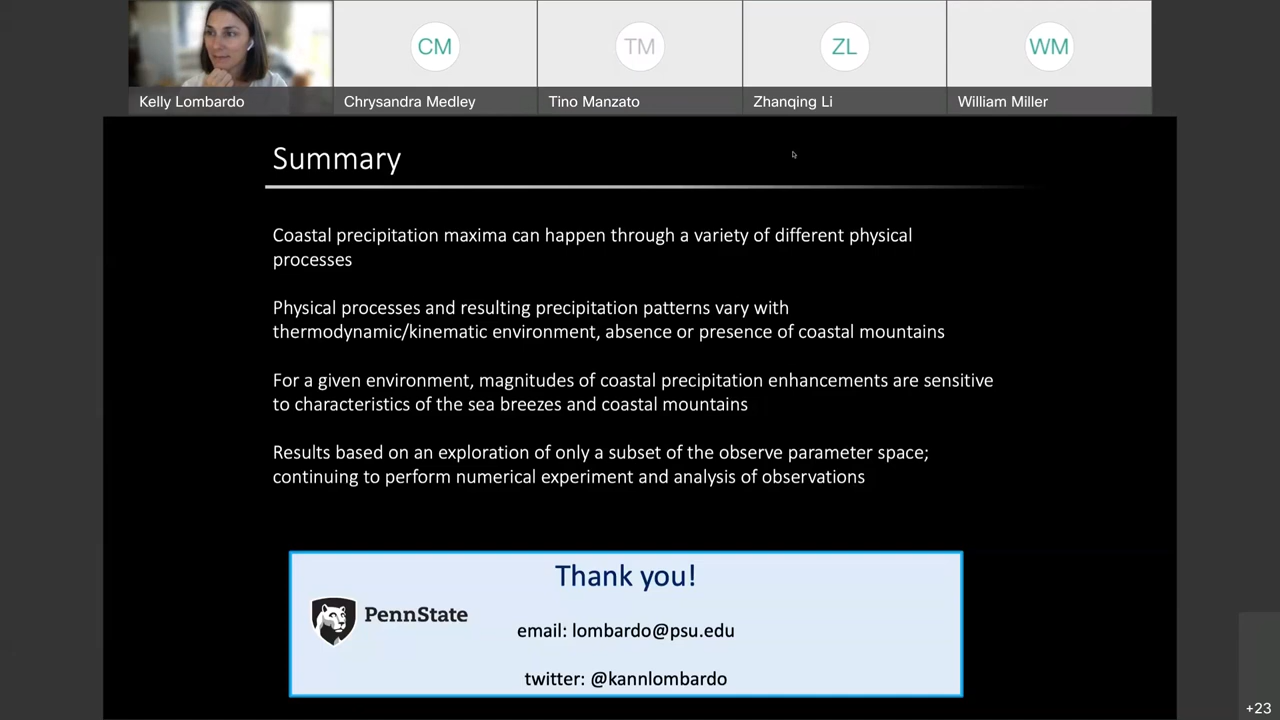 CM
TM
ZL
WM
Kelly Lombardo
Chrysandra Medley
Tino Manzato
Zhanqing Li
William Miller
Summary
Coastal precipitation maxima can happen through a variety of different physical
processes
Physical processes and resulting precipitation patterns vary with
thermodynamic/kinematic environment, absence or presence of coastal mountains
For a given environment, magnitudes of coastal precipitation enhancements are sensitive
to characteristics of the sea breezes and coastal mountains
Results based on an exploration of only a subset of the observe parameter space;
continuing to perform numerical experiment and analysis of observations
Thank you!
PennState
email: lombardo@psu.edu
twitter: @kannlombardo
+23